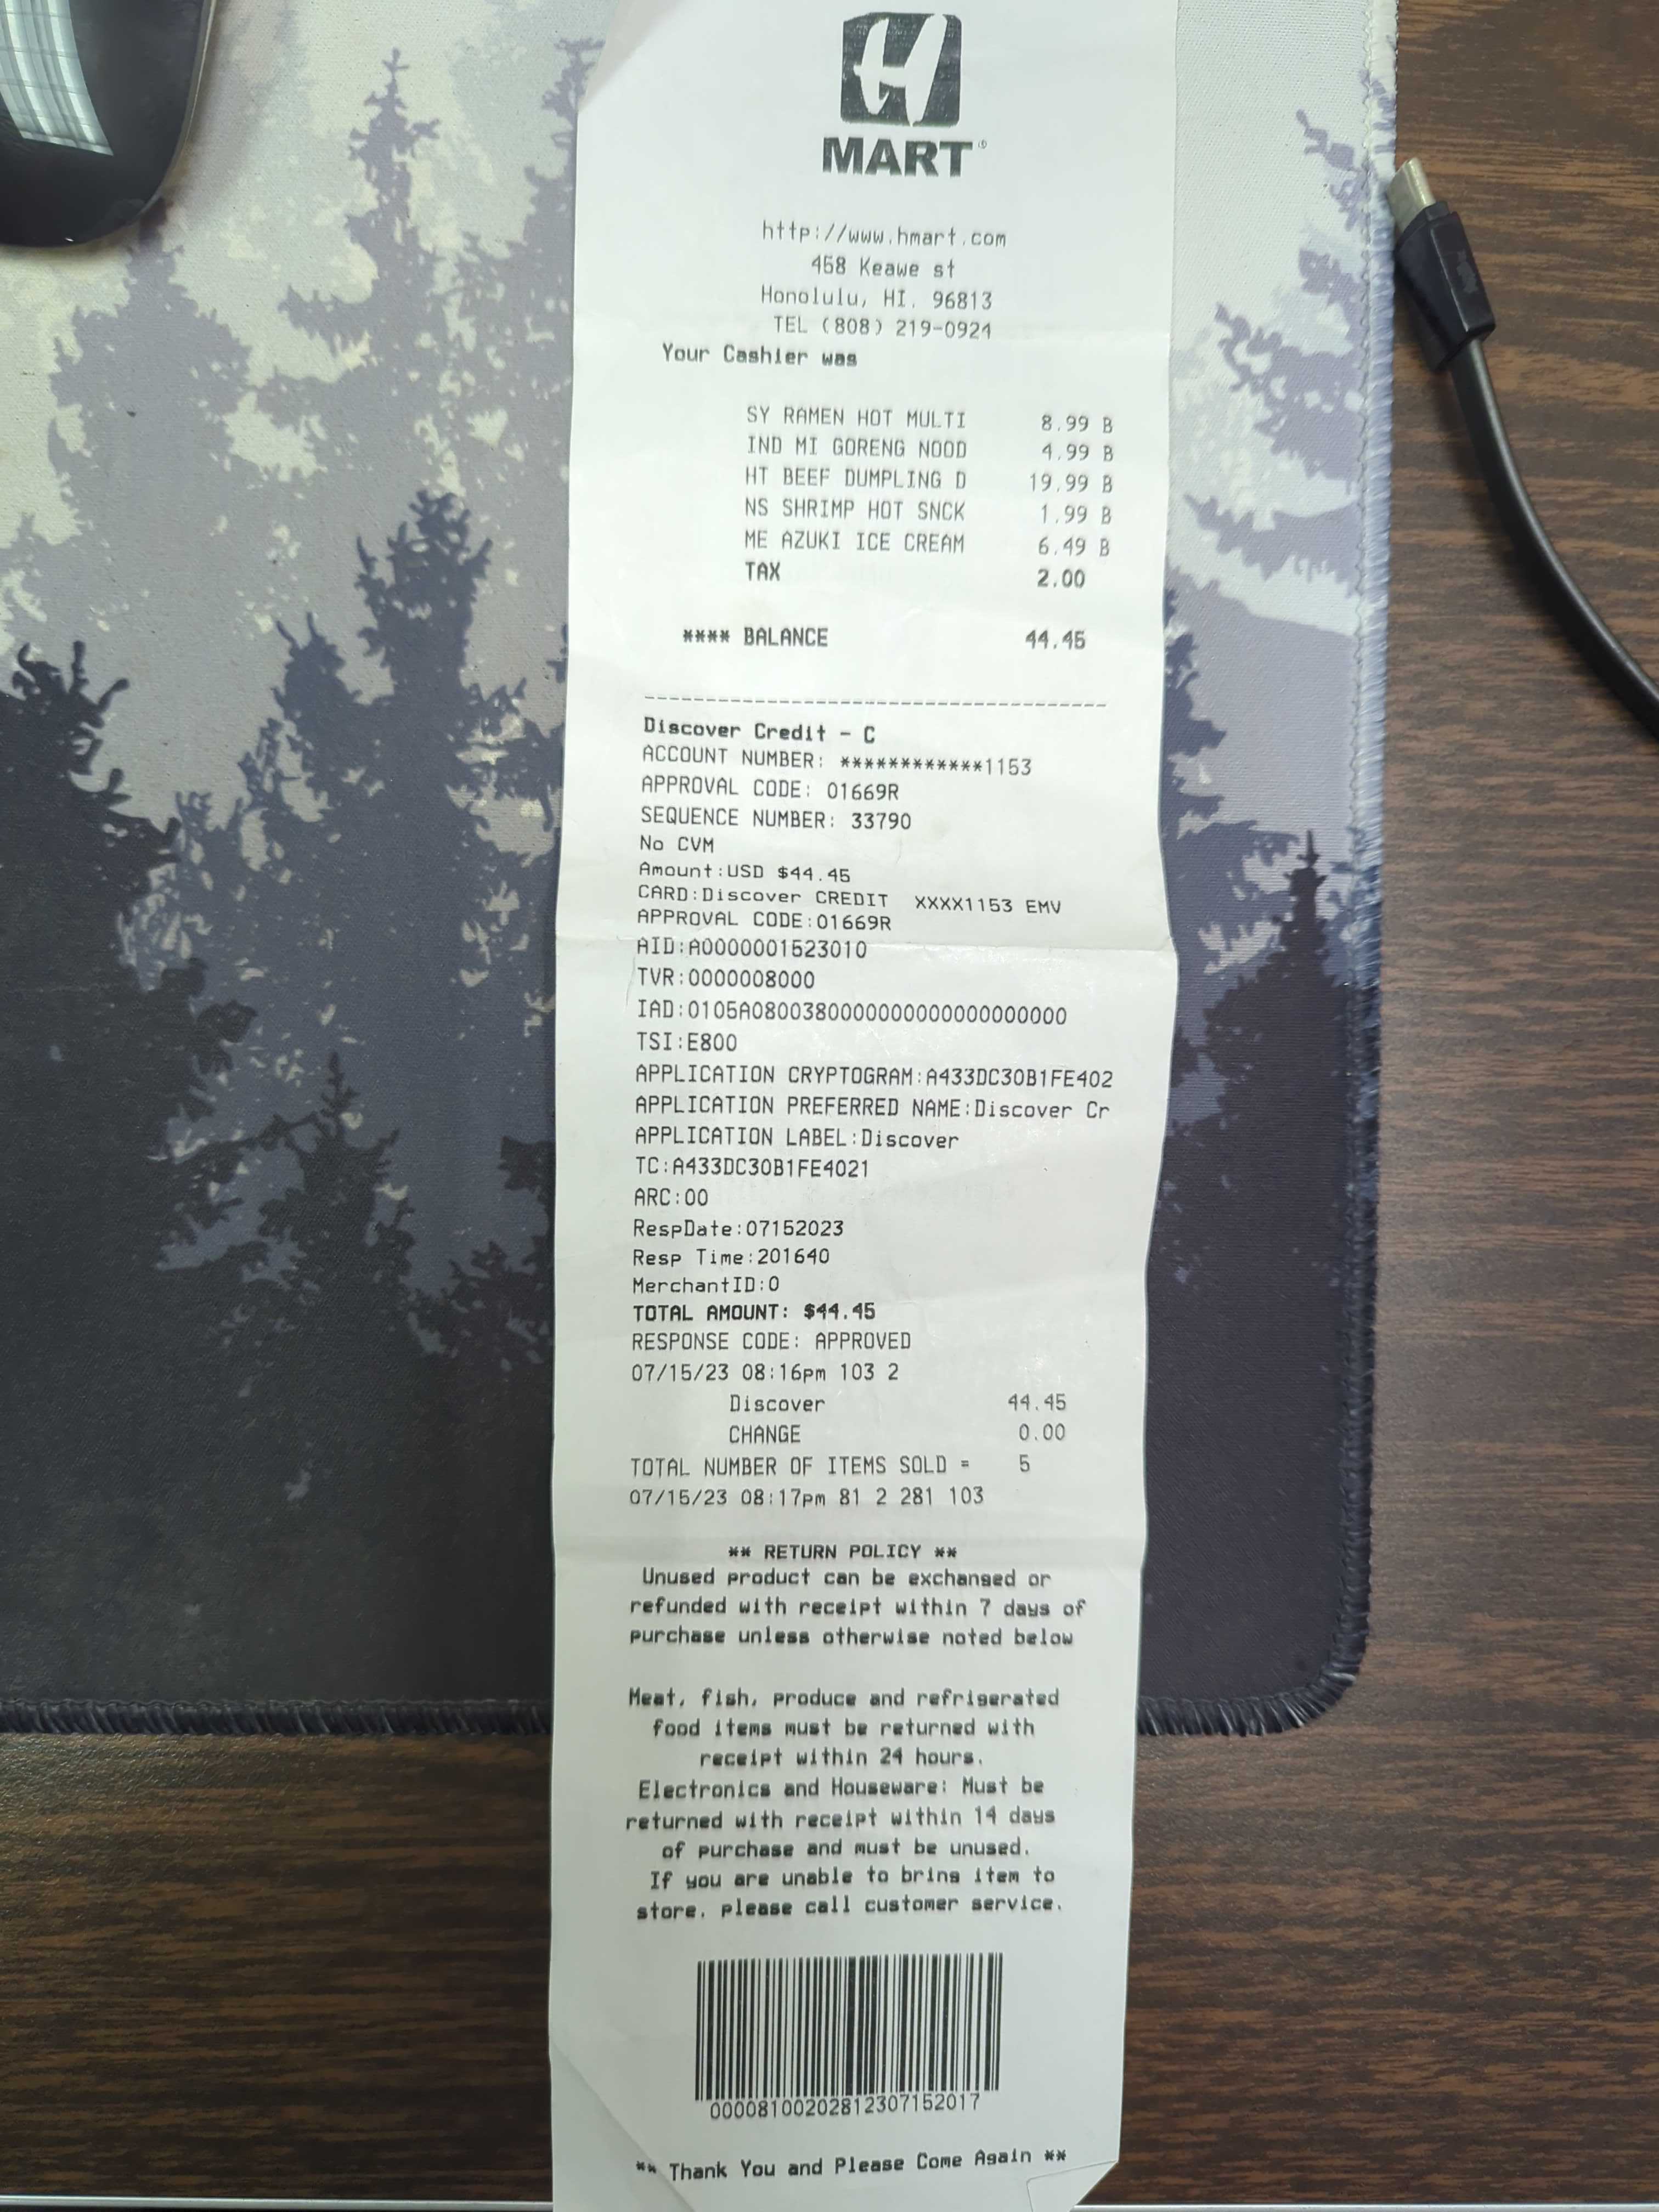 H
MART®
http://www.hmart.com
458 Keawe st
Honolulu, HI. 96813
TEL (808) 219-0924
Your Cashier was
SY RAMEN HOT MULTI 8.99 B
IND MI GORENG NOOD 4.99 B
HT BEEF DUMPLING D 19.99 B
NS SHRIMP HOT SNCK 1.99 B
ME AZUKI ICE CREAM 6.49 B
TAX 2.00
**** BALANCE 44.45
---------------------------------------
Discover Credit - C
ACCOUNT NUMBER: ************1153
APPROVAL CODE: 01669R
SEQUENCE NUMBER: 33790
No CVM
Amount:USD $44.45
CARD:Discover CREDIT XXXX1153 EMV
APPROVAL CODE:01669R
AID:A0000001523010
TVR:0000008000
IAD:0105A080038000000000000000000000
TSI:E800
APPLICATION CRYPTOGRAM:A433DC30B1FE402
APPLICATION PREFERRED NAME:Discover Cr
APPLICATION LABEL:Discover
TC:A433DC30B1FE4021
ARC:00
RespDate:07152023
Resp Time:201640
MerchantID:0
TOTAL AMOUNT: $44.45
RESPONSE CODE: APPROVED
07/15/23 08:16pm 103 2
Discover 44.45
CHANGE 0.00
TOTAL NUMBER OF ITEMS SOLD = 5
07/15/23 08:17pm 81 2 281 103
** RETURN POLICY **
Unused product can be exchanged or
refunded with receipt within 7 days of
purchase unless otherwise noted below
Meat, fish, produce and refrigerated
food items must be returned with
receipt within 24 hours.
Electronics and Houseware: Must be
returned with receipt within 14 days
of purchase and must be unused.
If you are unable to bring item to
store, please call customer service.
00008100202812307152017
** Thank You and Please Come Again **